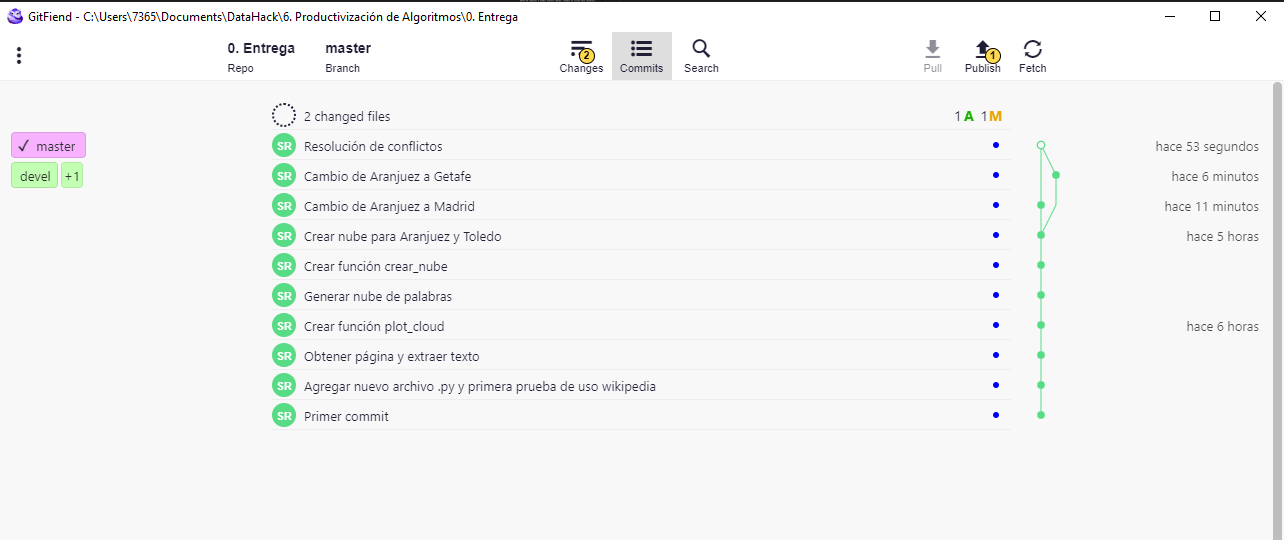 GitFiend - C:\Users\7365\Documents\DataHack\6. Productivización de Algoritmos\0. Entrega
0. Entrega master
Repo Branch
2 Changes Commits Search Pull 1 Publish Fetch
2 changed files 1 A 1 M
✓ master SR Resolución de conflictos hace 53 segundos
devel +1 SR Cambio de Aranjuez a Getafe hace 6 minutos
SR Cambio de Aranjuez a Madrid hace 11 minutos
SR Crear nube para Aranjuez y Toledo hace 5 horas
SR Crear función crear_nube
SR Generar nube de palabras
SR Crear función plot_cloud hace 6 horas
SR Obtener página y extraer texto
SR Agregar nuevo archivo .py y primera prueba de uso wikipedia
SR Primer commit